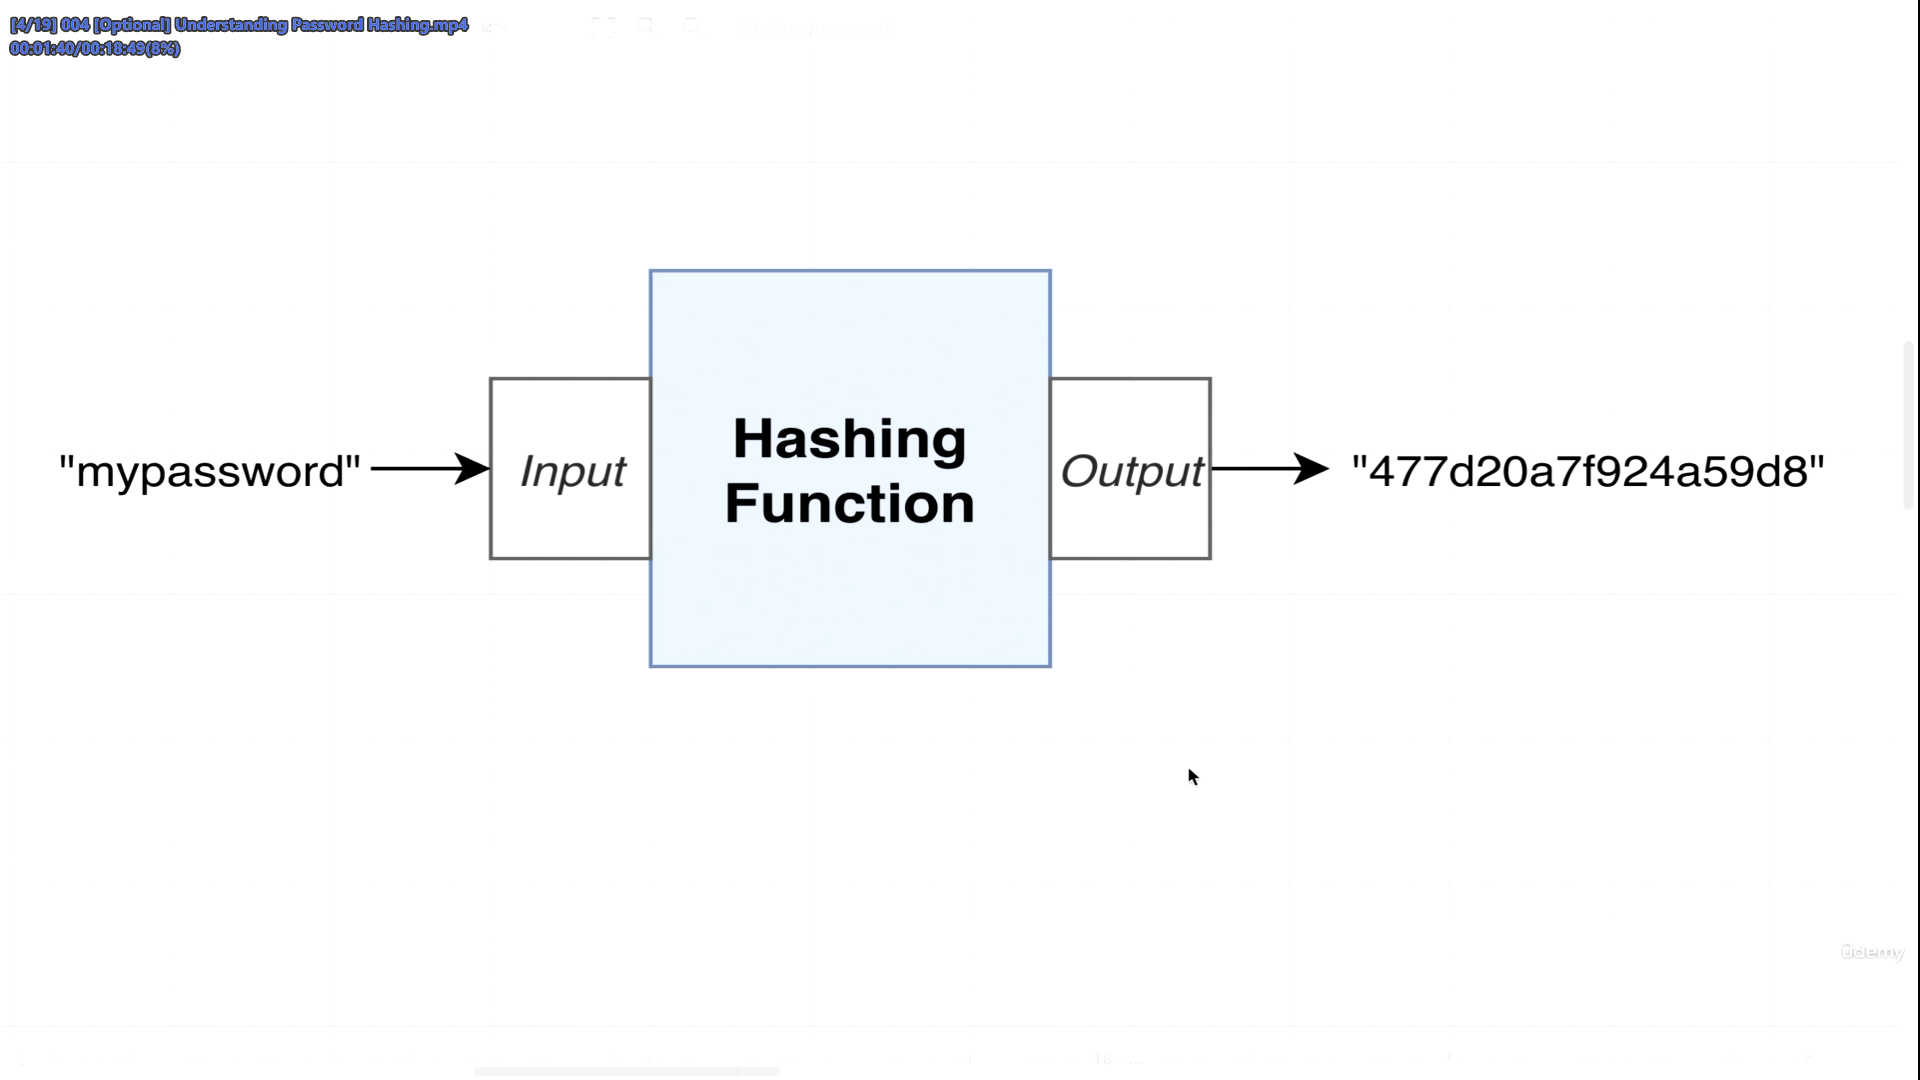 [4/19] 004 [Optional] Understanding Password Hashing.mp4
00:01:40/00:18:49(8%)
"mypassword"
Input
Hashing
Function
Output
"477d20a7f924a59d8"
ûdemy